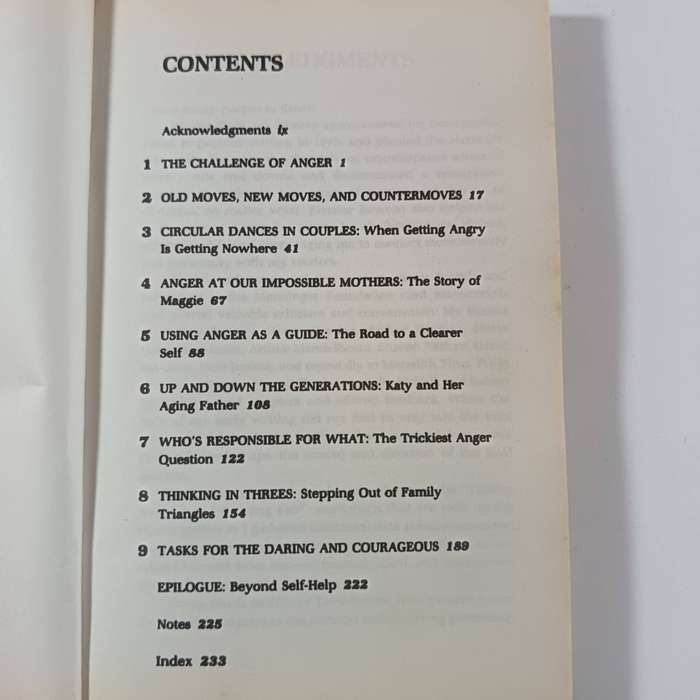 CONTENTS
Acknowledgments ix
1 THE CHALLENGE OF ANGER 1
2 OLD MOVES, NEW MOVES, AND COUNTERMOVES 17
3 CIRCULAR DANCES IN COUPLES: When Getting Angry
Is Getting Nowhere 41
4 ANGER AT OUR IMPOSSIBLE MOTHERS: The Story of
Maggie 67
5 USING ANGER AS A GUIDE: The Road to a Clearer
Self 88
6 UP AND DOWN THE GENERATIONS: Katy and Her
Aging Father 108
7 WHO'S RESPONSIBLE FOR WHAT: The Trickiest Anger
Question 122
8 THINKING IN THREES: Stepping Out of Family
Triangles 154
9 TASKS FOR THE DARING AND COURAGEOUS 189
EPILOGUE: Beyond Self-Help 222
Notes 225
Index 233